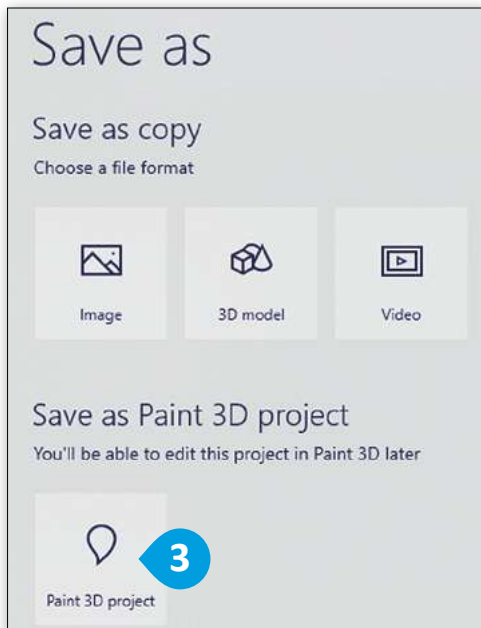 Save as
Save as copy
Choose a file format
Image
3D model
Video
Save as Paint 3D project
You'll be able to edit this project in Paint 3D later
3
Paint 3D project